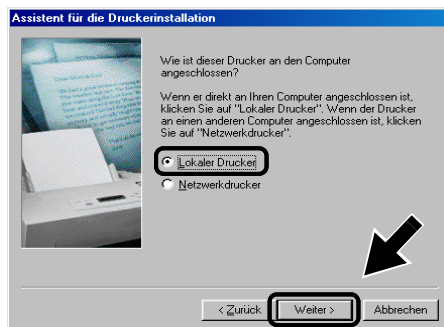 Assistent für die Druckerinstallation
Wie ist dieser Drucker an den Computer
angeschlossen?
Wenn er direkt an Ihren Computer angeschlossen ist,
klicken Sie auf "Lokaler Drucker". Wenn der Drucker
an einen anderen Computer angeschlossen ist, klicken
Sie auf "Netzwerkdrucker".
Lokaler Drucker
Netzwerkdrucker
< Zurück
Weiter >
Abbrechen